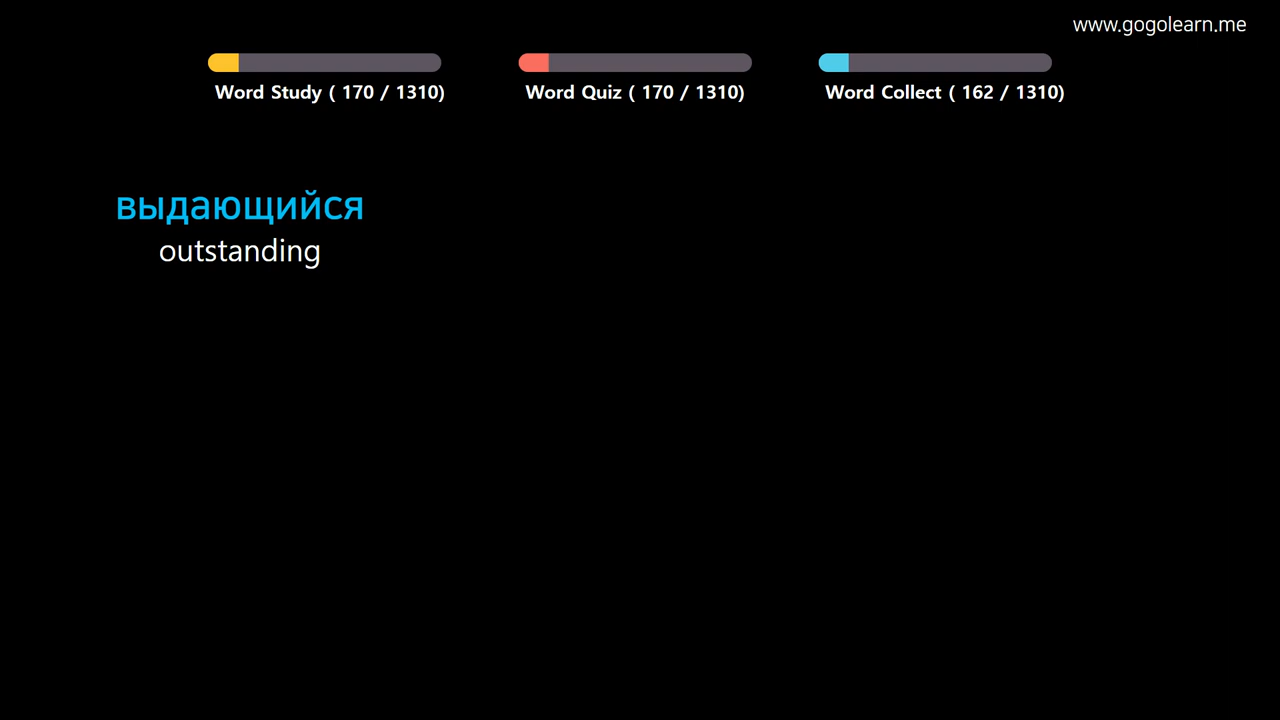 www.gogolearn.me
Word Study ( 170 / 1310)
Word Quiz ( 170 / 1310)
Word Collect ( 162 / 1310)
выдающийся
outstanding